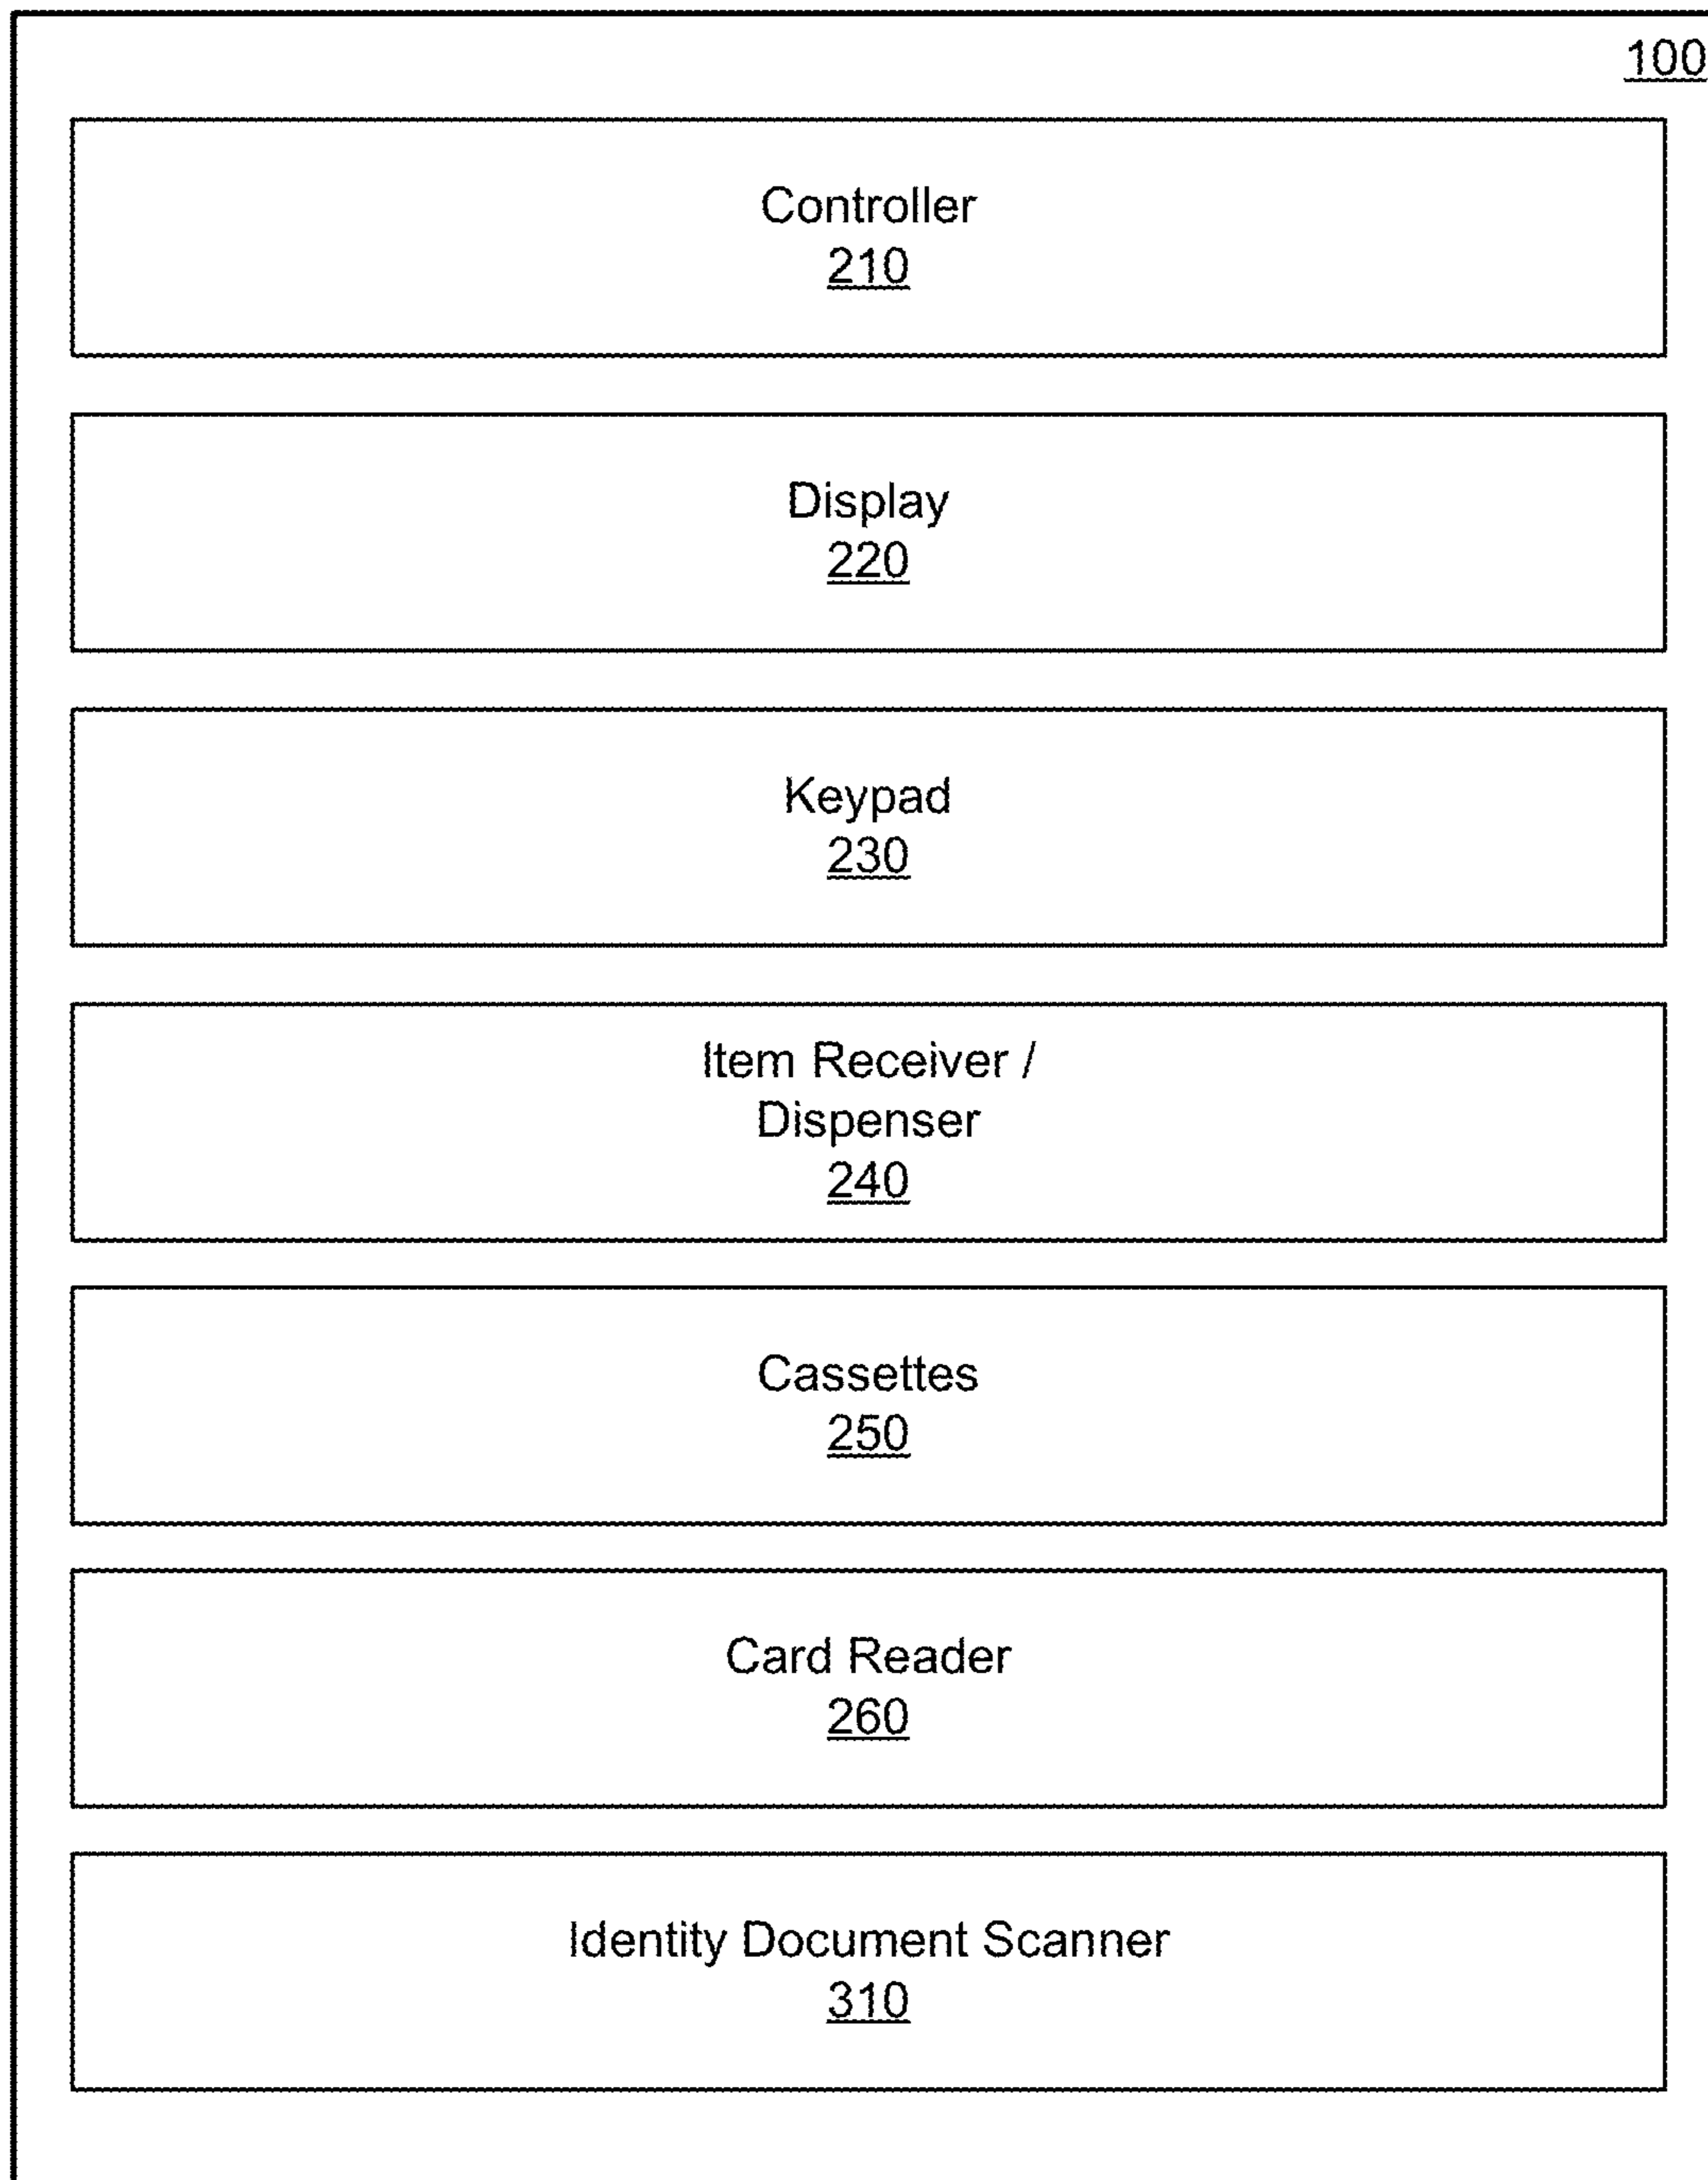 100
Controller
210
Display
220
Keypad
230
Item Receiver /
Dispenser
240
Cassettes
250
Card Reader
260
Identity Document Scanner
310